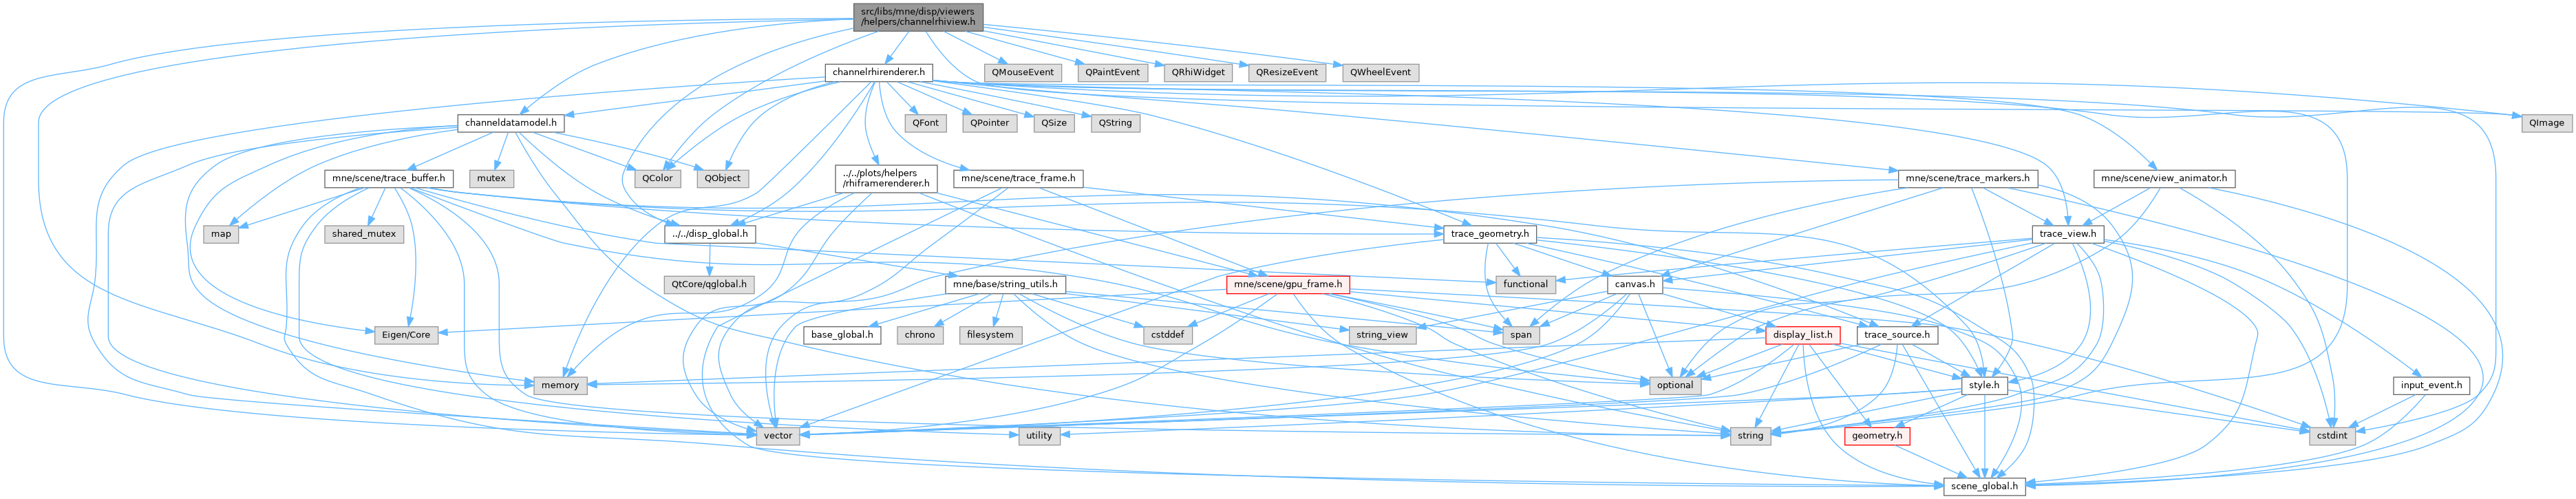 src/libs/mne/disp/viewers
/helpers/channelrhiview.h
channelrhirenderer.h
QMouseEvent
QPaintEvent
QRhiWidget
QResizeEvent
QWheelEvent
channeldatamodel.h
QFont
QPointer
QSize
QString
QImage
mne/scene/trace_buffer.h
mutex
QColor
QObject
../../plots/helpers
/rhiframerenderer.h
mne/scene/trace_frame.h
mne/scene/trace_markers.h
mne/scene/view_animator.h
map
shared_mutex
../../disp_global.h
trace_geometry.h
trace_view.h
QtCore/qglobal.h
mne/base/string_utils.h
mne/scene/gpu_frame.h
functional
canvas.h
Eigen/Core
base_global.h
chrono
filesystem
cstddef
string_view
span
display_list.h
trace_source.h
memory
optional
style.h
input_event.h
vector
utility
string
geometry.h
cstdint
scene_global.h